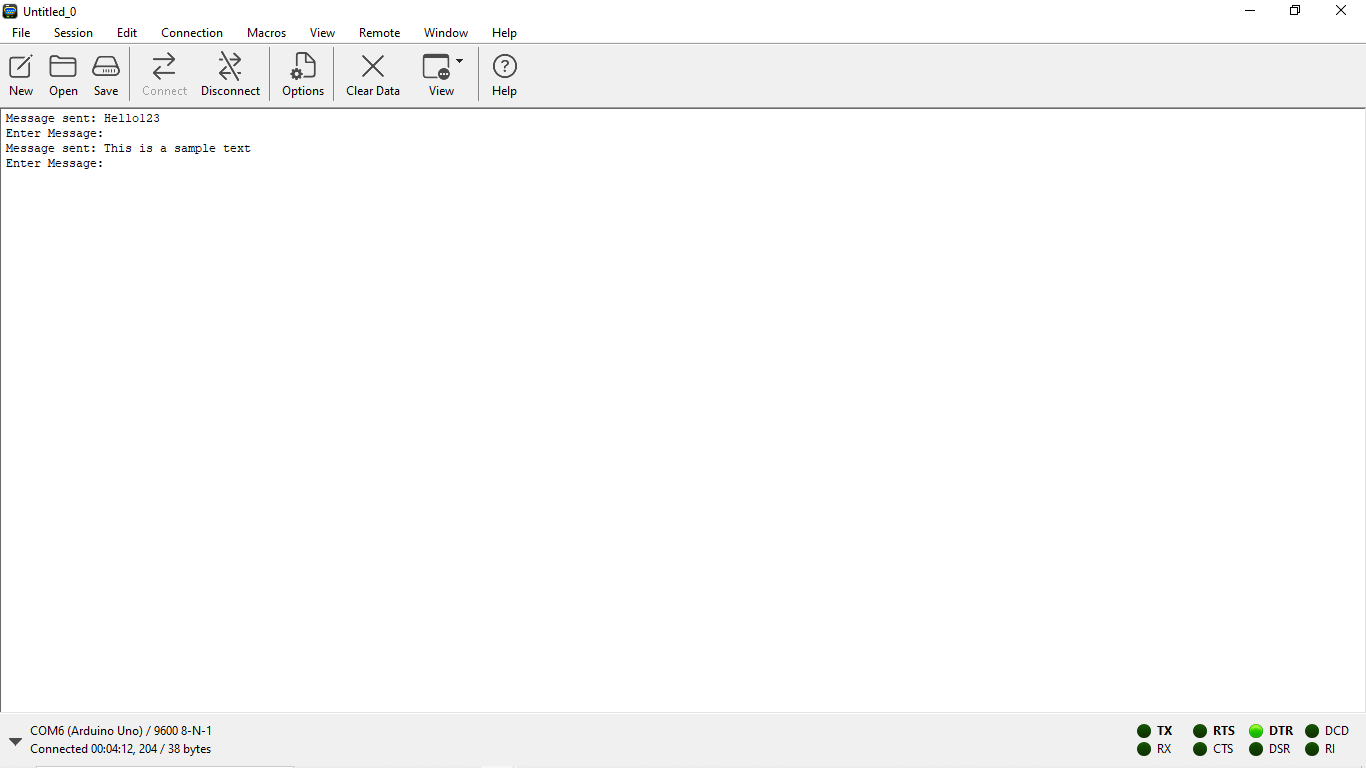 Untitled_0
File Session Edit Connection Macros View Remote Window Help
New Open Save Connect Disconnect Options Clear Data View Help
Message sent: Hello123
Enter Message:
Message sent: This is a sample text
Enter Message:
COM6 (Arduino Uno) / 9600 8-N-1
Connected 00:04:12, 204 / 38 bytes
TX RTS DTR DCD
RX CTS DSR RI